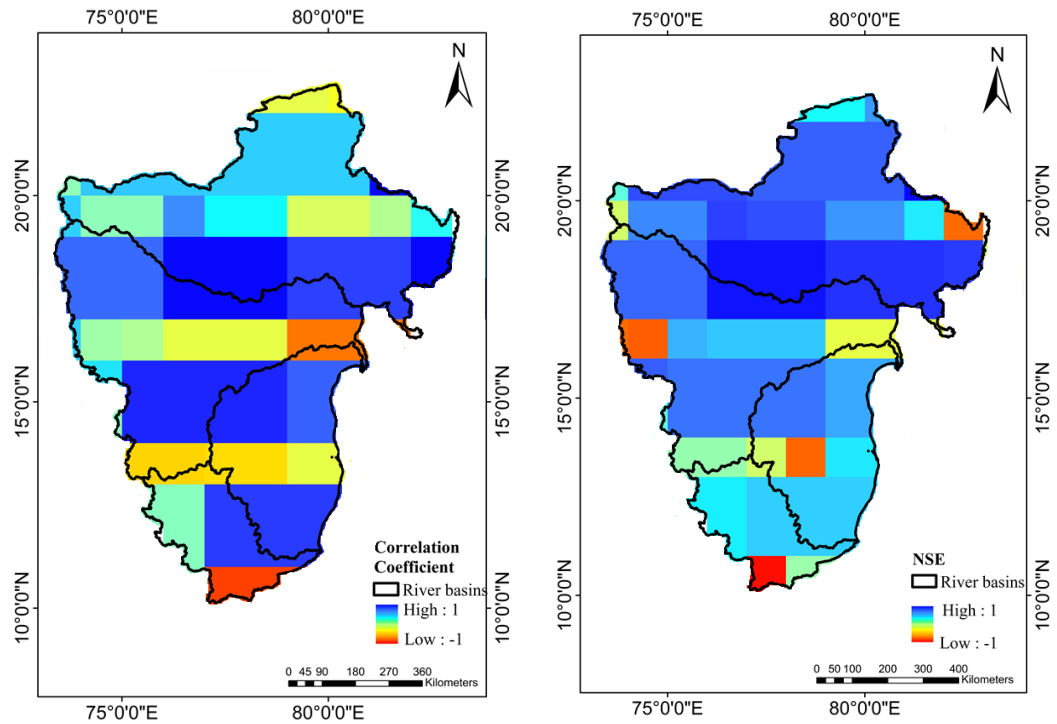 75°0'0"E 80°0'0"E
75°0'0"E 80°0'0"E
N
N
20°0'0"N
20°0'0"N
20°0'0"N
20°0'0"N
15°0'0"N
15°0'0"N
15°0'0"N
15°0'0"N
10°0'0"N
10°0'0"N
10°0'0"N
10°0'0"N
Correlation
Coefficient
River basins
High : 1
Low : -1
0 45 90 180 270 360
Kilometers
NSE
River basins
High : 1
Low : -1
0 50 100 200 300 400
Kilometers
75°0'0"E 80°0'0"E
75°0'0"E 80°0'0"E